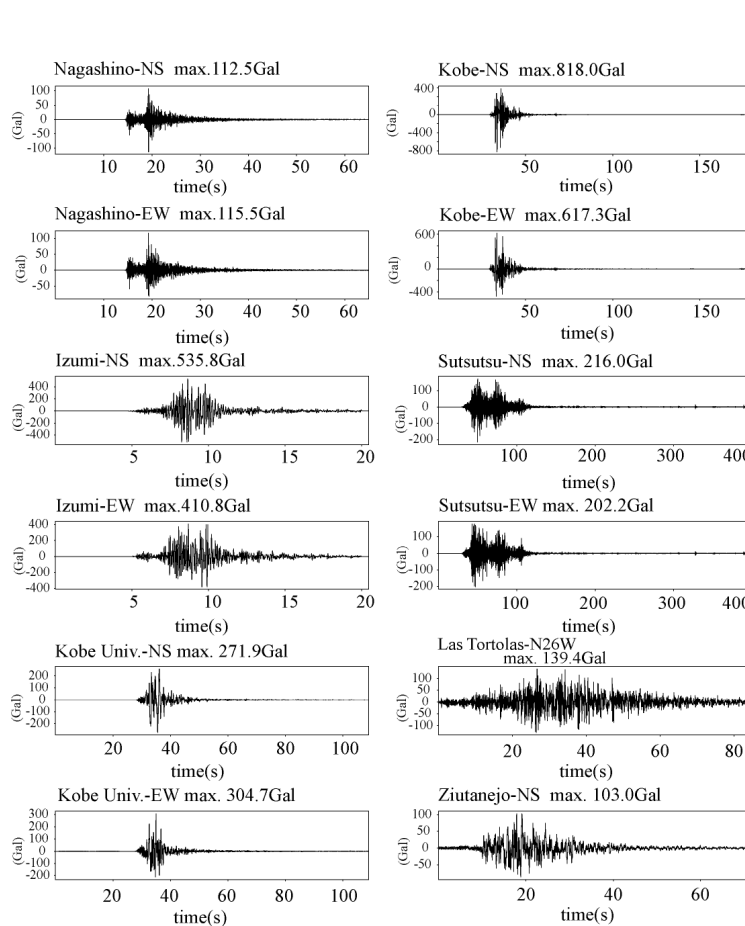 Nagashino-NS max.112.5Gal
(Gal)
100
50
0
-50
-100
10 20 30 40 50 60
time(s)
Nagashino-EW max.115.5Gal
(Gal)
100
50
0
-50
10 20 30 40 50 60
time(s)
Izumi-NS max.535.8Gal
(Gal)
400
200
0
-200
-400
5 10 15 20
time(s)
Izumi-EW max.410.8Gal
(Gal)
400
200
0
-200
-400
5 10 15 20
time(s)
Kobe Univ.-NS max. 271.9Gal
(Gal)
200
100
0
-100
-200
20 40 60 80 100
time(s)
Kobe Univ.-EW max. 304.7Gal
(Gal)
300
200
100
0
-100
-200
20 40 60 80 100
time(s)
Kobe-NS max.818.0Gal
(Gal)
400
0
-400
-800
50 100 150
time(s)
Kobe-EW max.617.3Gal
(Gal)
600
0
-400
50 100 150
time(s)
Sutsutsu-NS max. 216.0Gal
(Gal)
100
0
-100
-200
100 200 300 400
time(s)
Sutsutsu-EW max. 202.2Gal
(Gal)
100
0
-100
-200
100 200 300 400
time(s)
Las Tortolas-N26W
max. 139.4Gal
(Gal)
100
50
0
-50
-100
20 40 60 80
time(s)
Ziutanejo-NS max. 103.0Gal
(Gal)
100
50
0
-50
20 40 60
time(s)